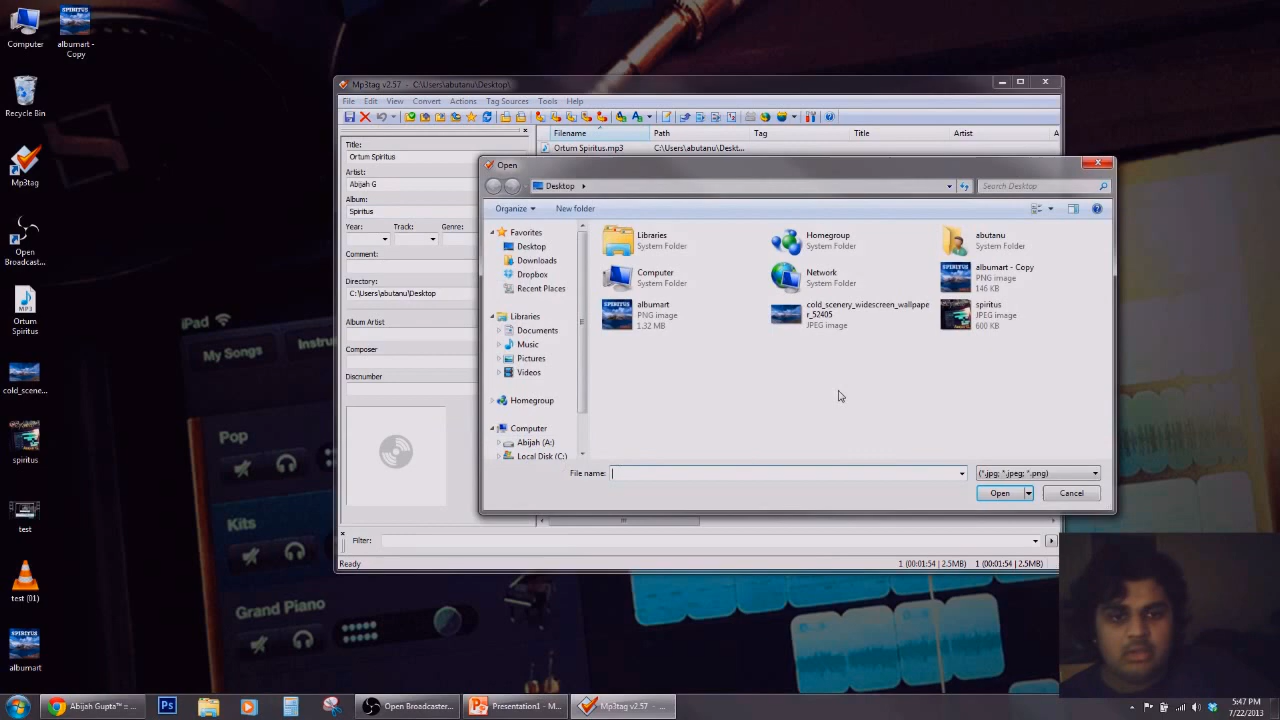 Computer
albumart -
Copy
Recycle Bin
Mp3tag
Open
Broadcas...
Ortum
Spiritus
cold_scene...
spiritus
test
test (01)
albumart
SPIRITUS
iPad
My Songs
Instru
Pop
Kits
Grand Piano
Mp3tag v2.57 - C:\Users\abutanu\Desktop\
File Edit View Convert Actions Tag Sources Tools Help
Title:
Ortum Spiritus
Artist:
Abijah G
Album:
Spiritus
Year: Track: Genre:
Comment:
Directory:
C:\Users\abutanu\Desktop
Album Artist
Composer
Discnumber
Filename Path Tag Title Artist A
Ortum Spiritus.mp3 C:\Users\abutanu\Deskt...
Open
Desktop
Search Desktop
Organize New folder
Favorites
Desktop
Downloads
Dropbox
Recent Places
Libraries
Documents
Music
Pictures
Videos
Homegroup
Computer
Abijah (A:)
Local Disk (C:)
Libraries
System Folder
Homegroup
System Folder
abutanu
System Folder
Computer
System Folder
Network
System Folder
albumart - Copy
PNG image
146 KB
albumart
PNG image
1.32 MB
cold_scenery_widescreen_wallpape
r_52405
JPEG image
spiritus
JPEG image
600 KB
File name:
(*.jpg; *.jpeg; *.png)
Open Cancel
Filter:
Ready
1 (00:01:54 | 2.5MB) 1 (00:01:54 | 2.5MB)
Abijah Gupta™ :: ...
Ps
Open Broadcaster...
Presentation1 - M...
Mp3tag v2.57 - ...
5:47 PM
7/22/2013